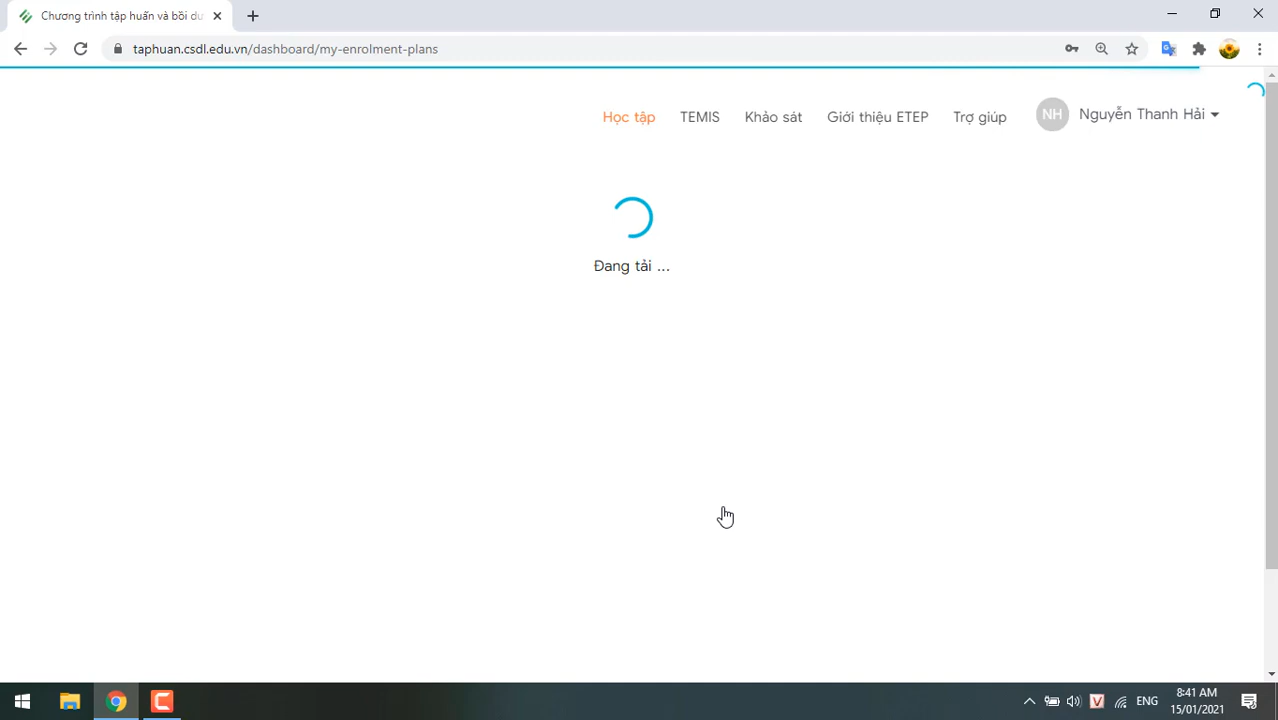 Chương trình tập huấn và bồi dư
taphuan.csdl.edu.vn/dashboard/my-enrolment-plans
Học tập TEMIS Khảo sát Giới thiệu ETEP Trợ giúp NH Nguyễn Thanh Hải
Đang tải ...
ENG
8:41 AM
15/01/2021